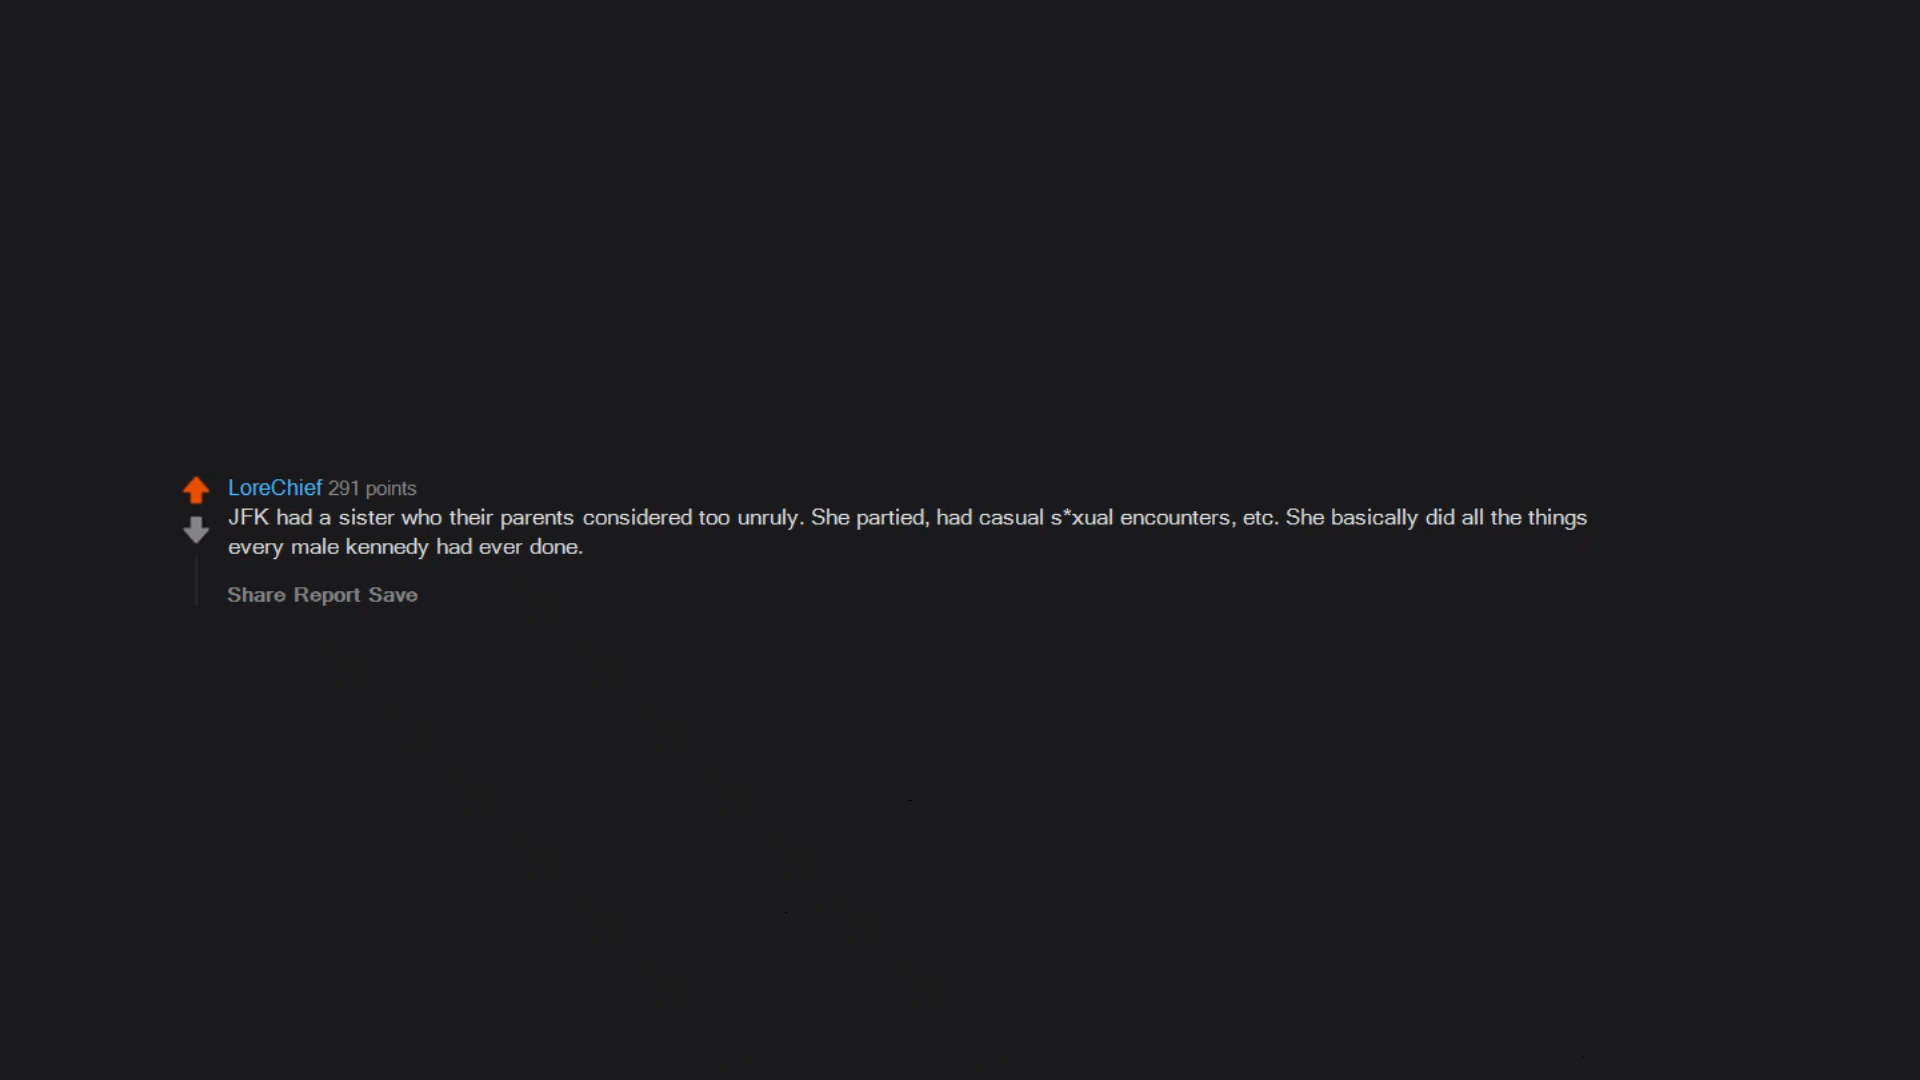 LoreChief 291 points
JFK had a sister who their parents considered too unruly. She partied, had casual s*xual encounters, etc. She basically did all the things
every male kennedy had ever done.
Share Report Save